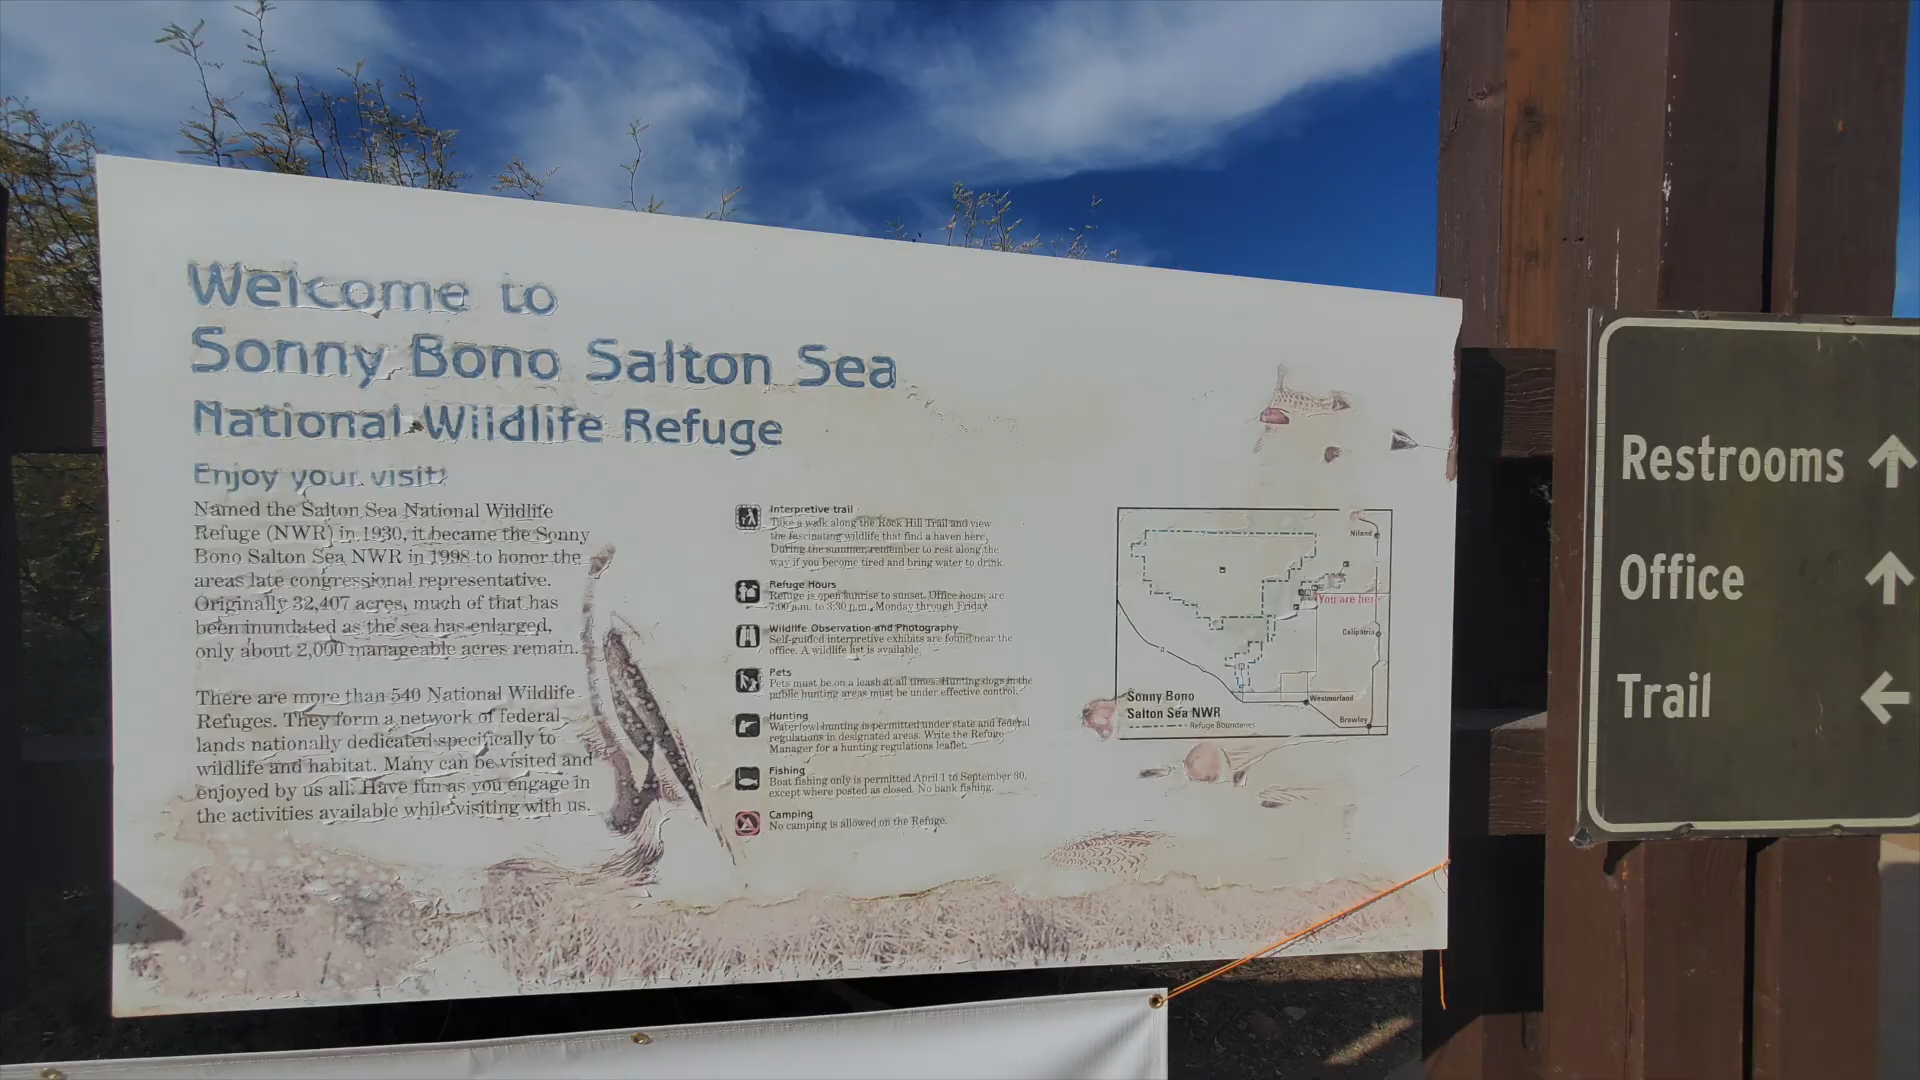 Welcome to
Sonny Bono Salton Sea
National Wildlife Refuge
Enjoy your visit!
Named the Salton Sea National Wildlife
Refuge (NWR) in 1930, it became the Sonny
Bono Salton Sea NWR in 1998 to honor the
areas late congressional representative.
Originally 32,407 acres, much of that has
been inundated as the sea has enlarged,
only about 2,000 manageable acres remain.
There are more than 540 National Wildlife
Refuges. They form a network of federal
lands nationally dedicated specifically to
wildlife and habitat. Many can be visited and
enjoyed by us all. Have fun as you engage in
the activities available while visiting with us.
Interpretive trail
Take a walk along the Rock Hill Trail and view
the fascinating wildlife that find a haven here.
During the summer remember to rest along the
way if you become tired and bring water to drink.
Refuge Hours
Refuge is open sunrise to sunset. Office hours are
7:00 a.m. to 3:30 p.m., Monday through Friday.
Wildlife Observation and Photography
Self-guided interpretive exhibits are found near the
office. A wildlife list is available.
Pets
Pets must be on a leash at all times. Hunting dogs in the
public hunting areas must be under effective control.
Hunting
Waterfowl hunting is permitted under state and federal
regulations in designated areas. Write the Refuge
Manager for a hunting regulations leaflet.
Fishing
Boat fishing only is permitted April 1 to September 30,
except where posted as closed. No bank fishing.
Camping
No camping is allowed on the Refuge.
Niland
You are here
Calipatria
Westmorland
Brawley
Sonny Bono
Salton Sea NWR
Refuge Boundaries
Restrooms ↑
Office ↑
Trail ←